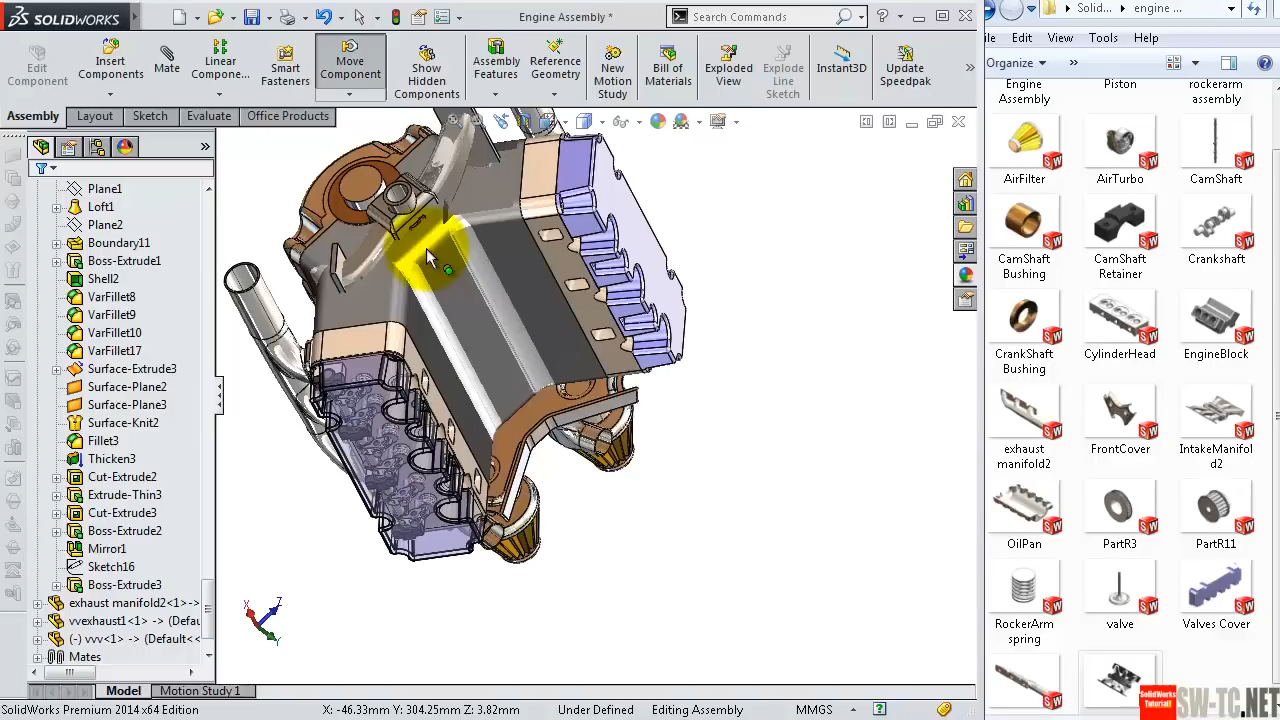 SOLIDWORKS
Engine Assembly *
Search Commands
Edit Component
Insert Components
Mate
Linear Compone...
Smart Fasteners
Move Component
Show Hidden Components
Assembly Features
Reference Geometry
New Motion Study
Bill of Materials
Exploded View
Explode Line Sketch
Instant3D
Update Speedpak
Assembly
Layout
Sketch
Evaluate
Office Products
Plane1
Loft1
Plane2
Boundary11
Boss-Extrude1
Shell2
VarFillet8
VarFillet9
VarFillet10
VarFillet17
Surface-Extrude3
Surface-Plane2
Surface-Plane3
Surface-Knit2
Fillet3
Thicken3
Cut-Extrude2
Extrude-Thin3
Cut-Extrude3
Boss-Extrude2
Mirror1
Sketch16
Boss-Extrude3
exhaust manifold2<1>->
vvexhaust1<1> -> (Defau
(-) vvv<1> -> (Default<<
Mates
X
Z
Y
Model
Motion Study 1
SolidWorks Premium 2014 x64 Edition
Under Defined
Editing Assembly
MMGS
Solid...
engine ...
ile
Edit
View
Tools
Help
Organize
»
Engine Assembly
Piston
rockerarm assembly
AirFilter
AirTurbo
CamShaft
CamShaft Bushing
CamShaft Retainer
Crankshaft
CrankShaft Bushing
CylinderHead
EngineBlock
exhaust manifold2
FrontCover
IntakeManifold2
OilPan
PartR3
PartR11
RockerArm spring
valve
Valves Cover
SolidWorks Tutorial
SW-TC.NET